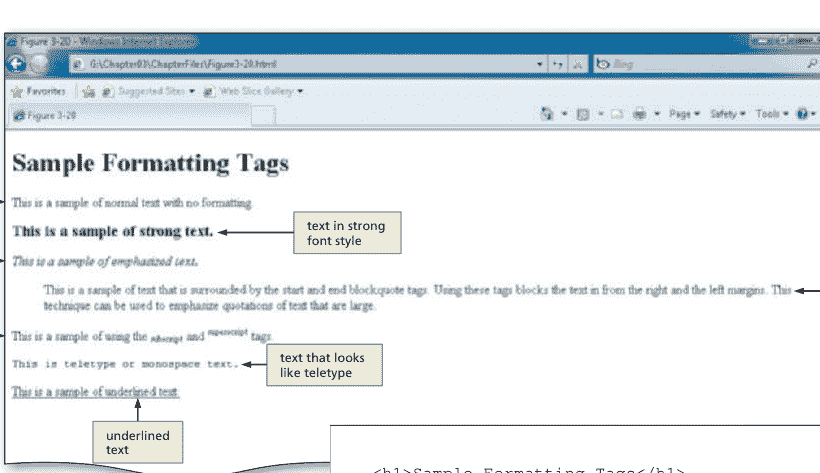 Figure 3-20 - Windows Internet Explorer
G:\Chapter03\ChapterFiles\Figure3-20.html
Bing
Favorites
Suggested Sites
Web Slice Gallery
Figure 3-20
Page
Safety
Tools
Sample Formatting Tags
This is a sample of normal text with no formatting.
This is a sample of strong text.
text in strong
font style
This is a sample of emphasized text.
This is a sample of text that is surrounded by the start and end blockquote tags. Using these tags blocks the text in from the right and the left margins. This
technique can be used to emphasize quotations of text that are large.
This is a sample of using the subscript and superscript tags.
This is teletype or monospace text.
text that looks
like teletype
This is a sample of underlined text.
underlined
text
<h1>Sample Formatting Tags</h1>